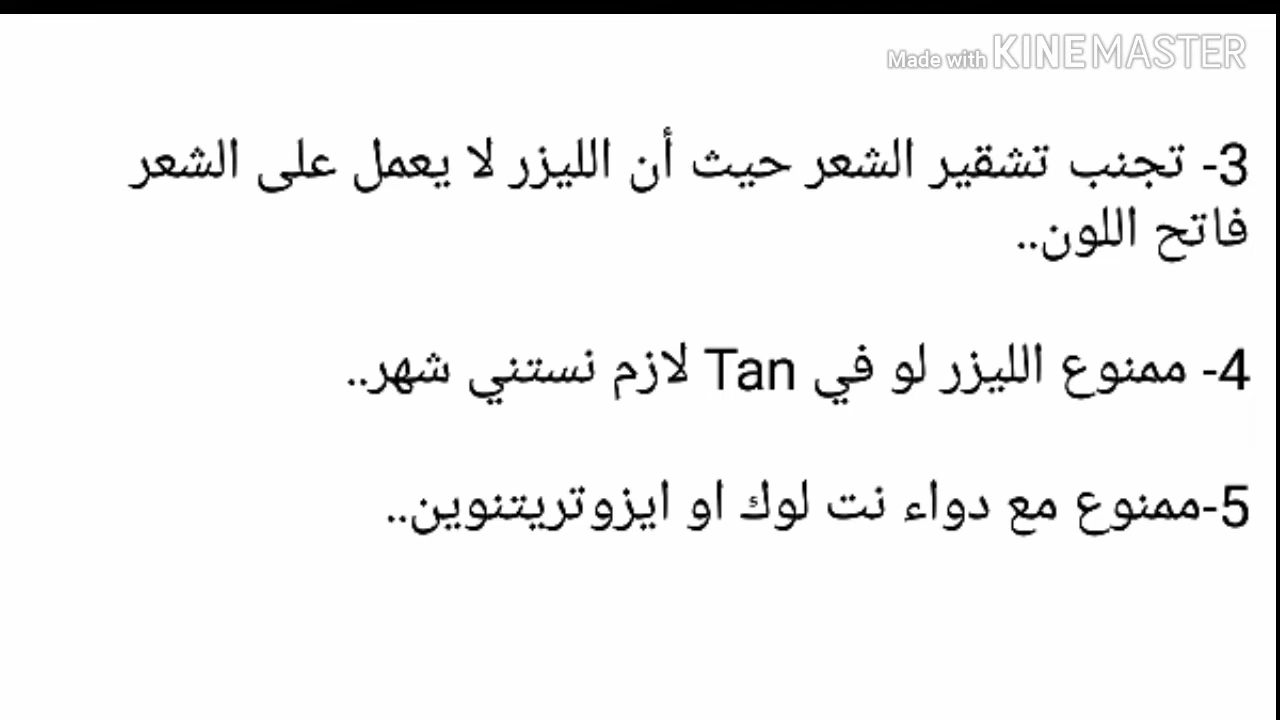 Made with KINEMASTER
3- تجنب تشقير الشعر حيث أن الليزر لا يعمل على الشعر
فاتح اللون..
4- ممنوع الليزر لو في Tan لازم نستني شهر..
5-ممنوع مع دواء نت لوك او ايزوتريتنوين..